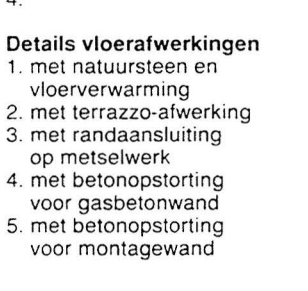 4.
Details vloerafwerkingen
1. met natuursteen en
vloerverwarming
2. met terrazzo-afwerking
3. met randaansluiting
op metselwerk
4. met betonopstorting
voor gasbetonwand
5. met betonopstorting
voor montagewand